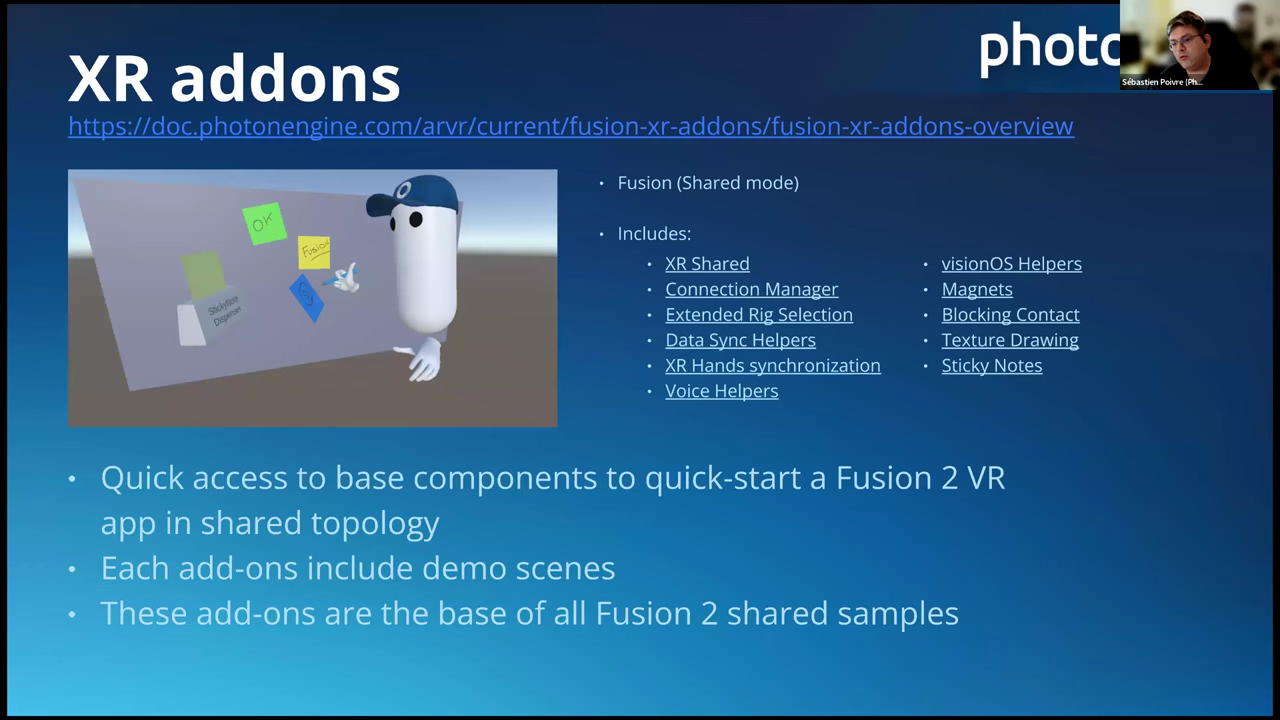 XR addons
photo
Sébastien Poivre (Ph...
https://doc.photonengine.com/arvr/current/fusion-xr-addons/fusion-xr-addons-overview
OK
Fusion
StickyNote
Dispenser
• Fusion (Shared mode)
• Includes:
• XR Shared
• Connection Manager
• Extended Rig Selection
• Data Sync Helpers
• XR Hands synchronization
• Voice Helpers
• visionOS Helpers
• Magnets
• Blocking Contact
• Texture Drawing
• Sticky Notes
• Quick access to base components to quick-start a Fusion 2 VR
app in shared topology
• Each add-ons include demo scenes
• These add-ons are the base of all Fusion 2 shared samples